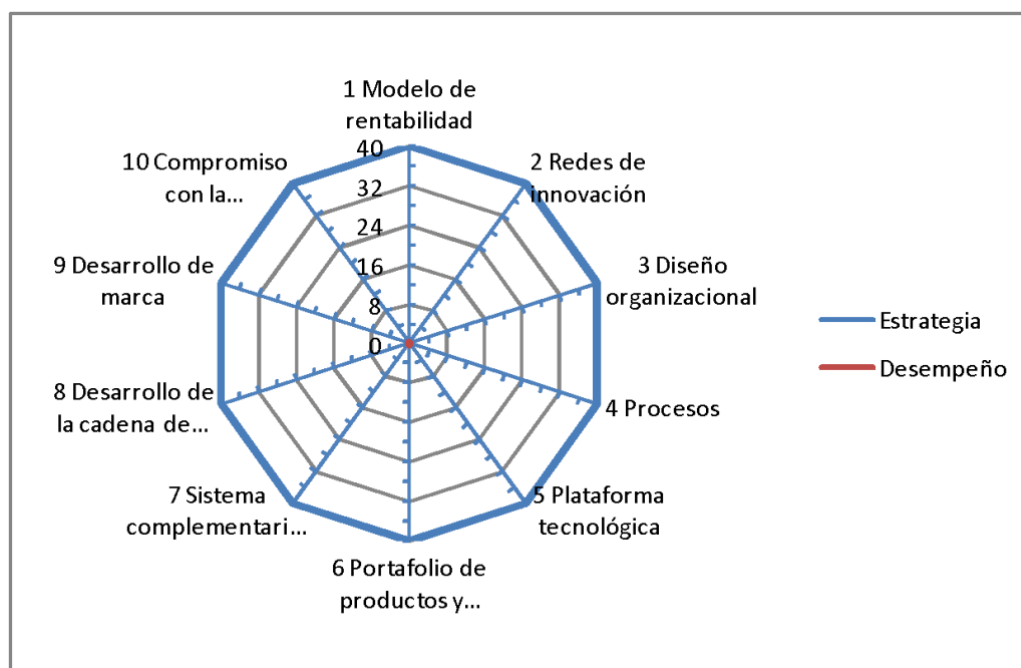 1 Modelo de
rentabilidad
2 Redes de
innovación
3 Diseño
organizacional
4 Procesos
5 Plataforma
tecnológica
6 Portafolio de
productos y...
7 Sistema
complementari...
8 Desarrollo de
la cadena de...
9 Desarrollo de
marca
10 Compromiso
con la...
40
32
24
16
8
0
Estrategia
Desempeño